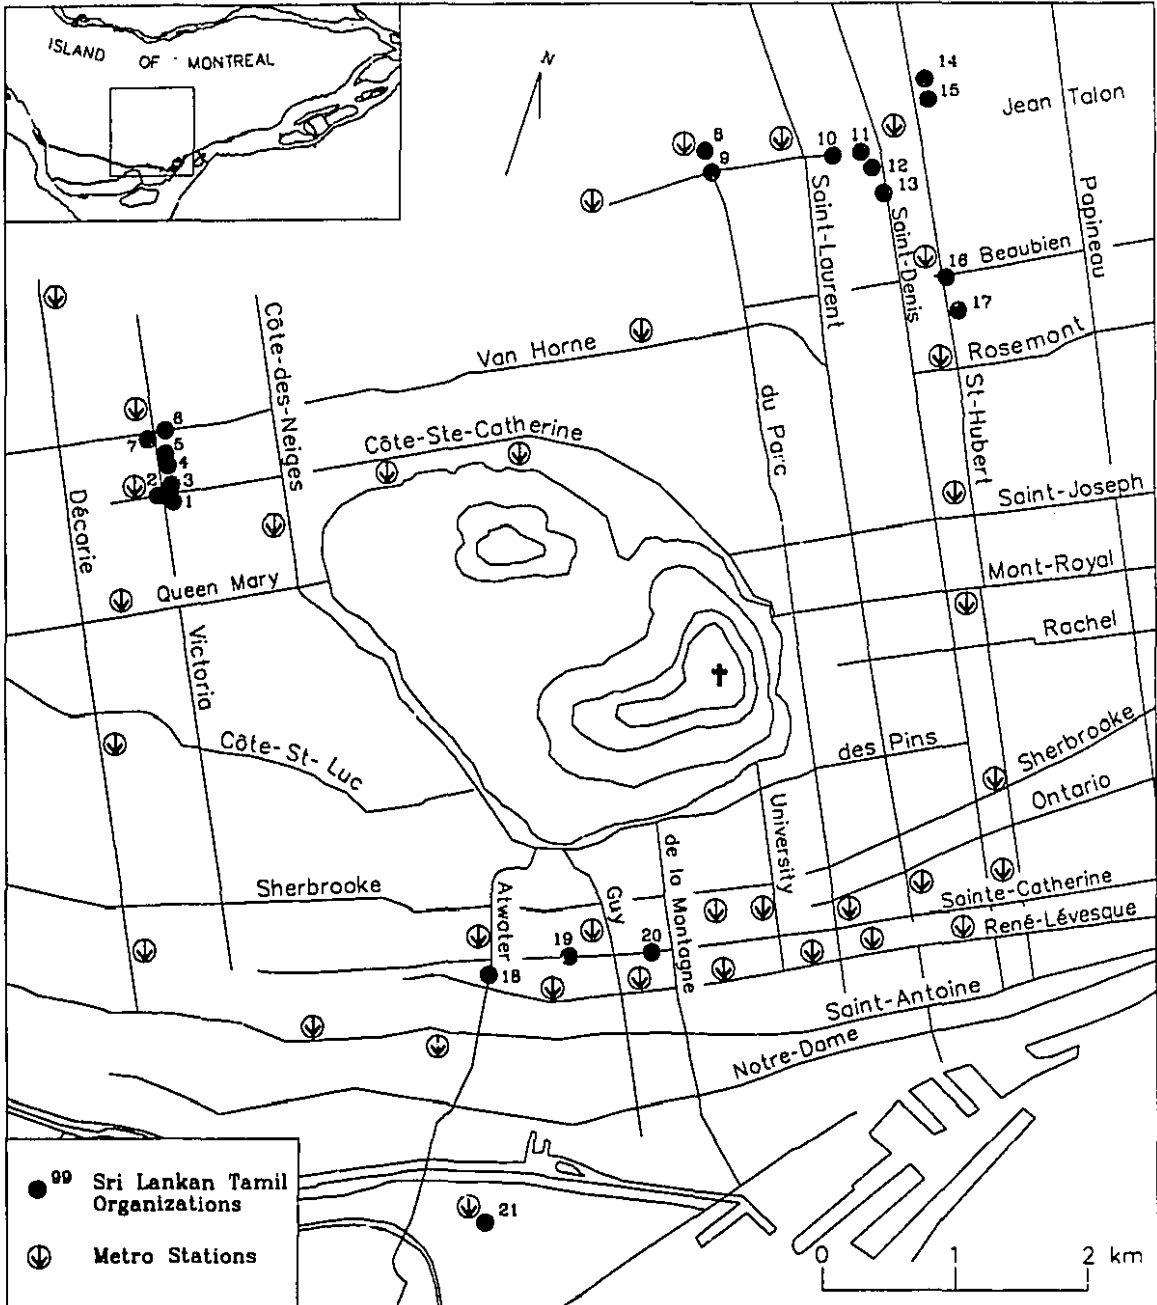 ISLAND OF MONTREAL
N
14
15
Jean Talon
8
9
10
11
12
13
Saint-Laurent
Saint-Denis
Papineau
16
Beaubien
17
Rosemont
Côte-des-Neiges
Van Horne
du Parc
St-Hubert
Côte-Ste-Catherine
6
7
5
4
3
2
1
Décarie
Saint-Joseph
Queen Mary
Mont-Royal
Rachel
Victoria
Côte-St-Luc
des Pins
Sherbrooke
Ontario
University
de la Montagne
Sherbrooke
Atwater
Guy
Sainte-Catherine
René-Lévesque
18
19
20
Saint-Antoine
Notre-Dame
21
99 Sri Lankan Tamil
Organizations
Metro Stations
0 1 2 km